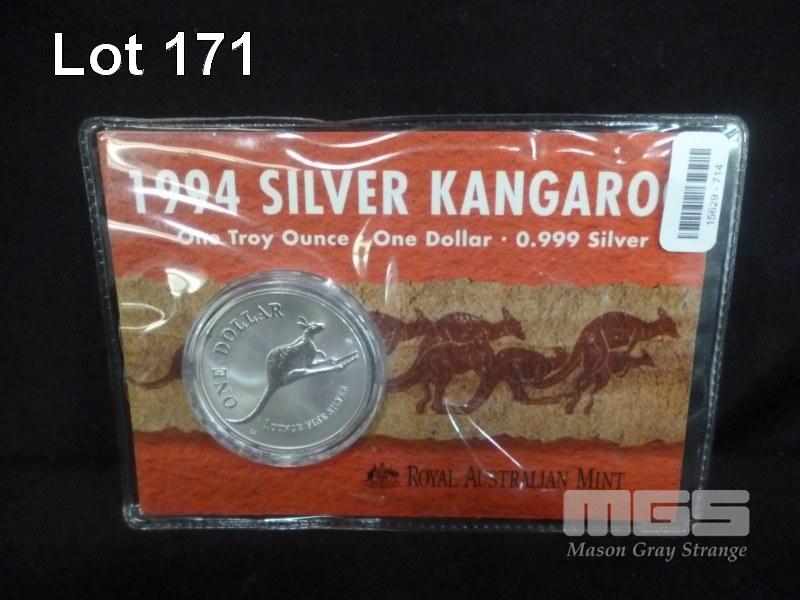 Lot 171
1994 SILVER KANGAROO
One Troy Ounce · One Dollar · 0.999 Silver
15629 - 714
ONE DOLLAR
1 OUNCE FINE SILVER
ROYAL AUSTRALIAN MINT
MGS
Mason Gray Strange